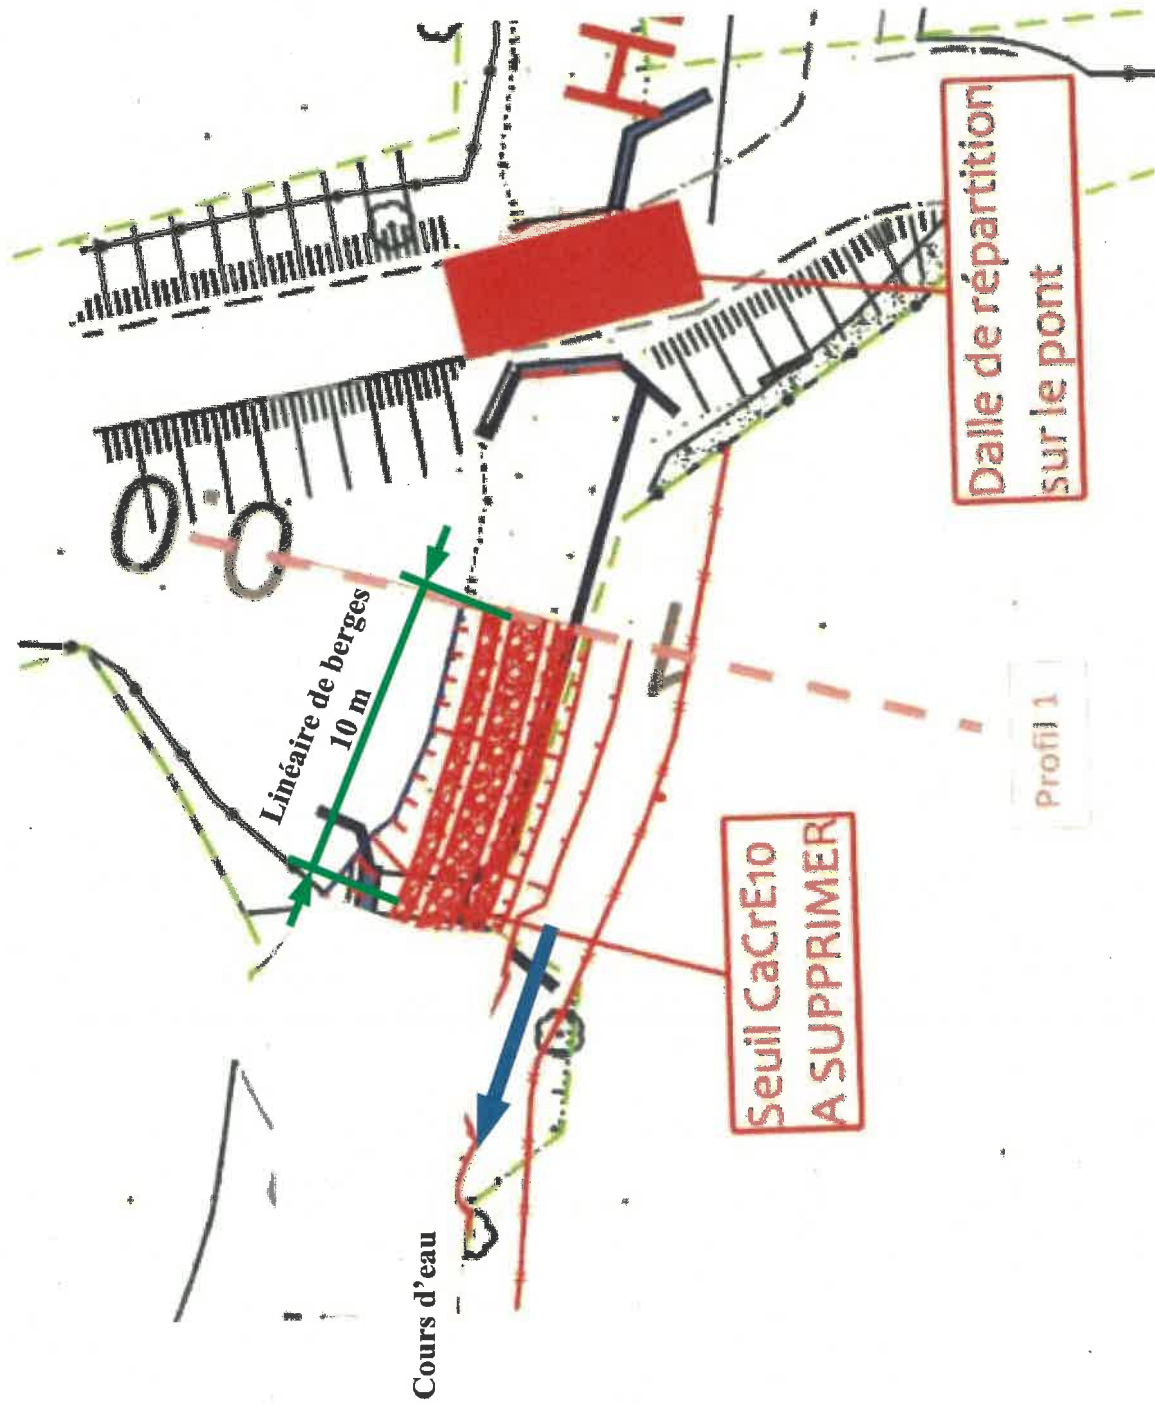 Linéaire de berges
10 m
Dalle de répartition
sur le pont
Profil 1
Seuil CaCrE10
A SUPPRIMER
Cours d'eau